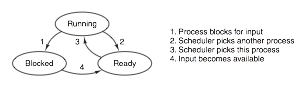 Running
1
3
2
Blocked
4
Ready
1. Process blocks for input
2. Scheduler picks another process
3. Scheduler picks this process
4. Input becomes available